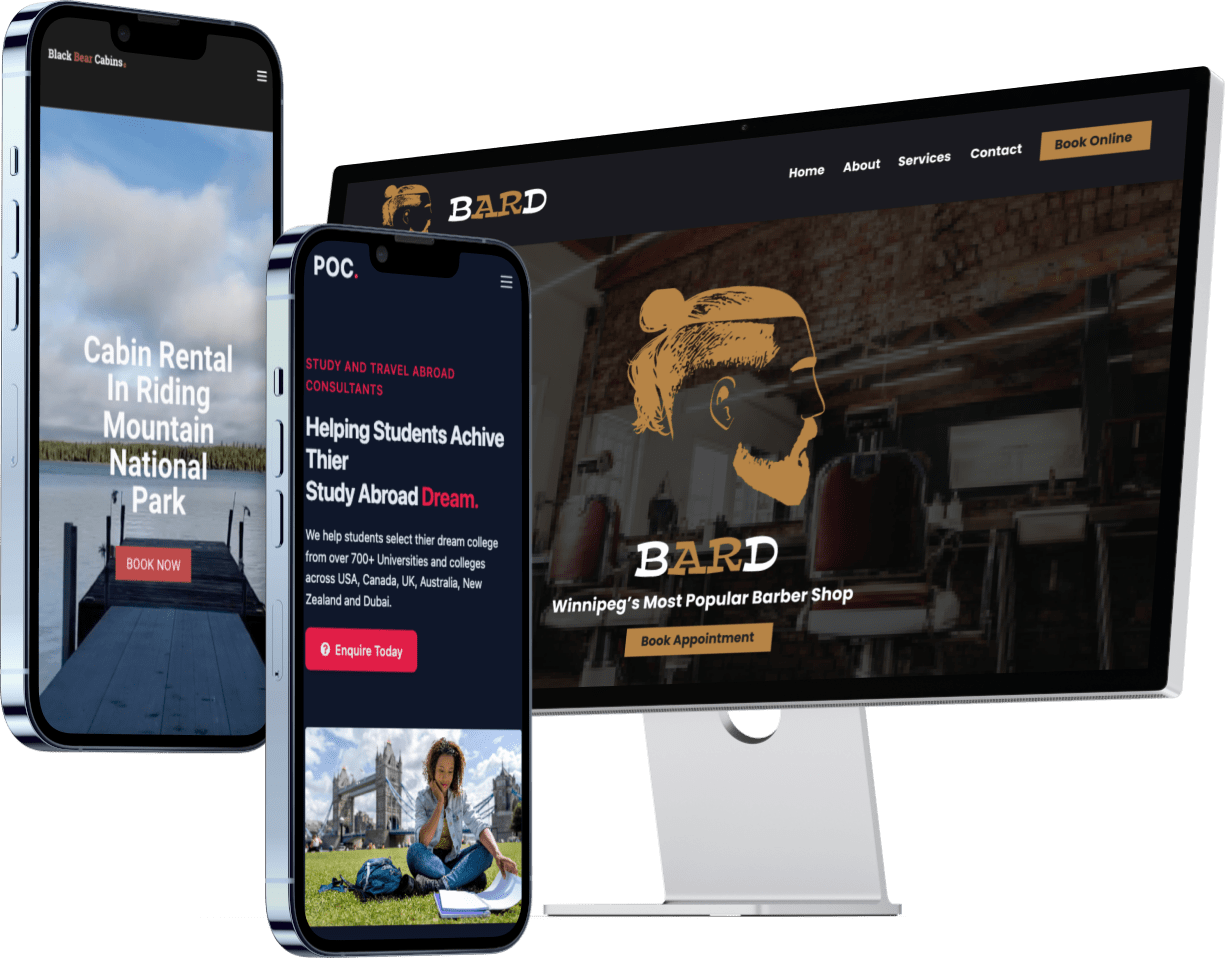 Black Bear Cabins.
Cabin Rental
In Riding
Mountain
National
Park
BOOK NOW
POC.
STUDY AND TRAVEL ABROAD
CONSULTANTS
Helping Students Achive
Thier
Study Abroad Dream.
We help students select thier dream college
from over 700+ Universities and colleges
across USA, Canada, UK, Australia, New
Zealand and Dubai.
Enquire Today
BARD
Home About Services Contact Book Online
BARD
Winnipeg's Most Popular Barber Shop
Book Appointment